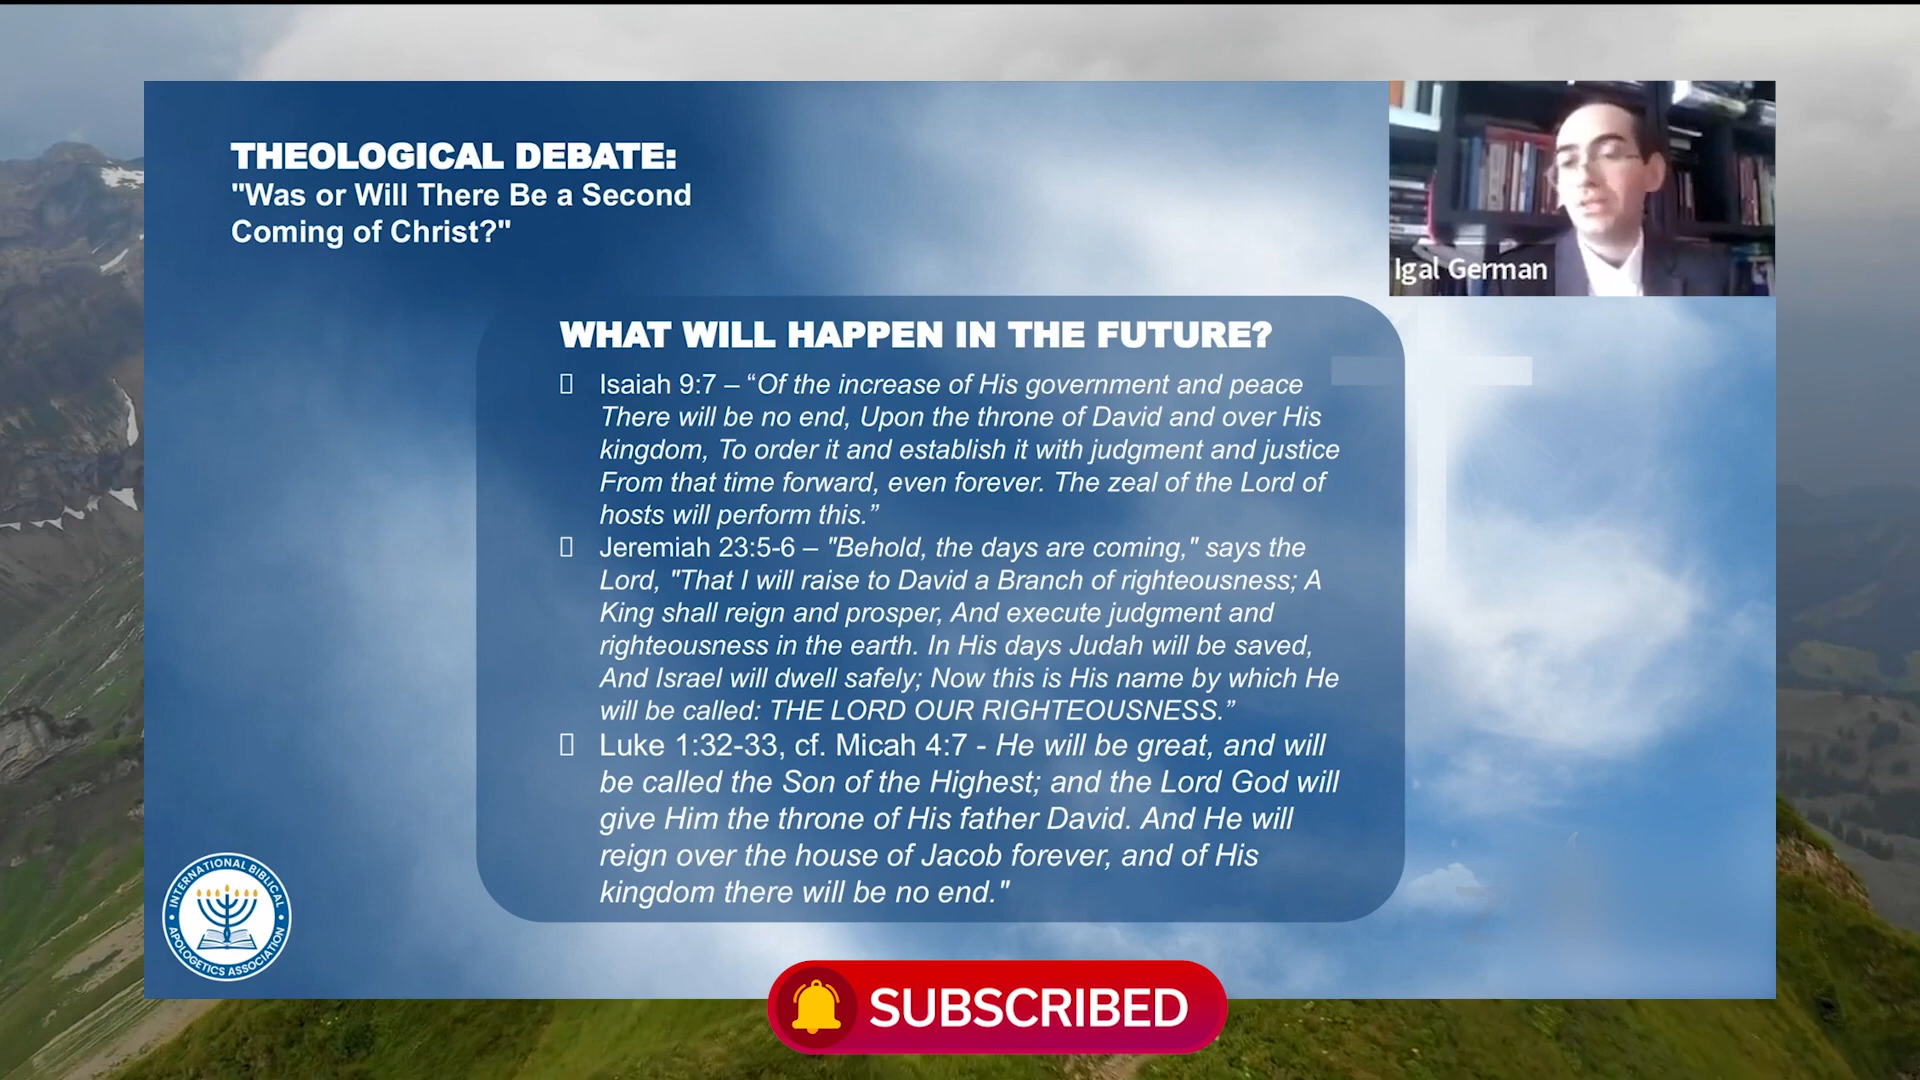 THEOLOGICAL DEBATE:
"Was or Will There Be a Second
Coming of Christ?"
Igal German
WHAT WILL HAPPEN IN THE FUTURE?
Isaiah 9:7 – “Of the increase of His government and peace
There will be no end, Upon the throne of David and over His
kingdom, To order it and establish it with judgment and justice
From that time forward, even forever. The zeal of the Lord of
hosts will perform this.”
Jeremiah 23:5-6 – "Behold, the days are coming," says the
Lord, "That I will raise to David a Branch of righteousness; A
King shall reign and prosper, And execute judgment and
righteousness in the earth. In His days Judah will be saved,
And Israel will dwell safely; Now this is His name by which He
will be called: THE LORD OUR RIGHTEOUSNESS.”
Luke 1:32-33, cf. Micah 4:7 - He will be great, and will
be called the Son of the Highest; and the Lord God will
give Him the throne of His father David. And He will
reign over the house of Jacob forever, and of His
kingdom there will be no end."
INTERNATIONAL BIBLICAL
APOLOGETICS ASSOCIATION
SUBSCRIBED